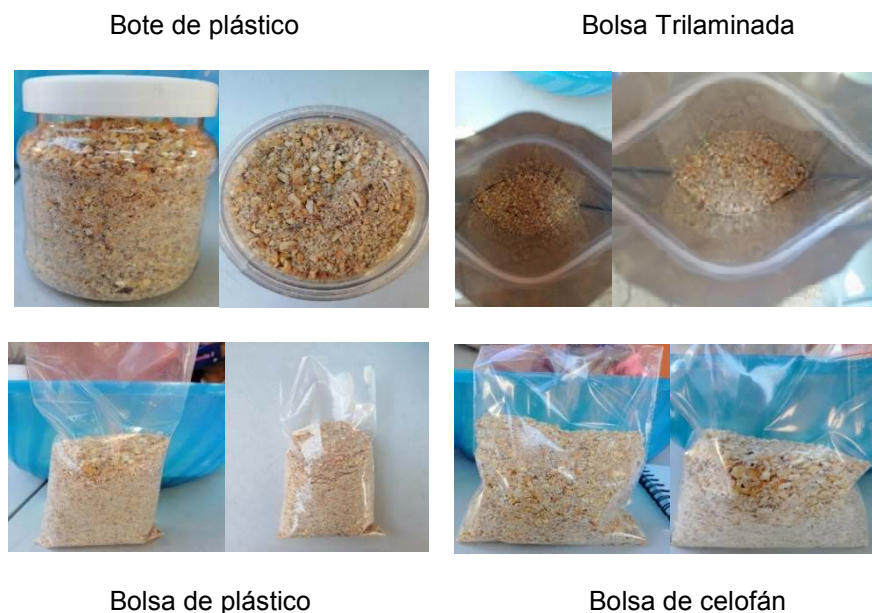 Bote de plástico
Bolsa Trilaminada
Bolsa de plástico
Bolsa de celofán